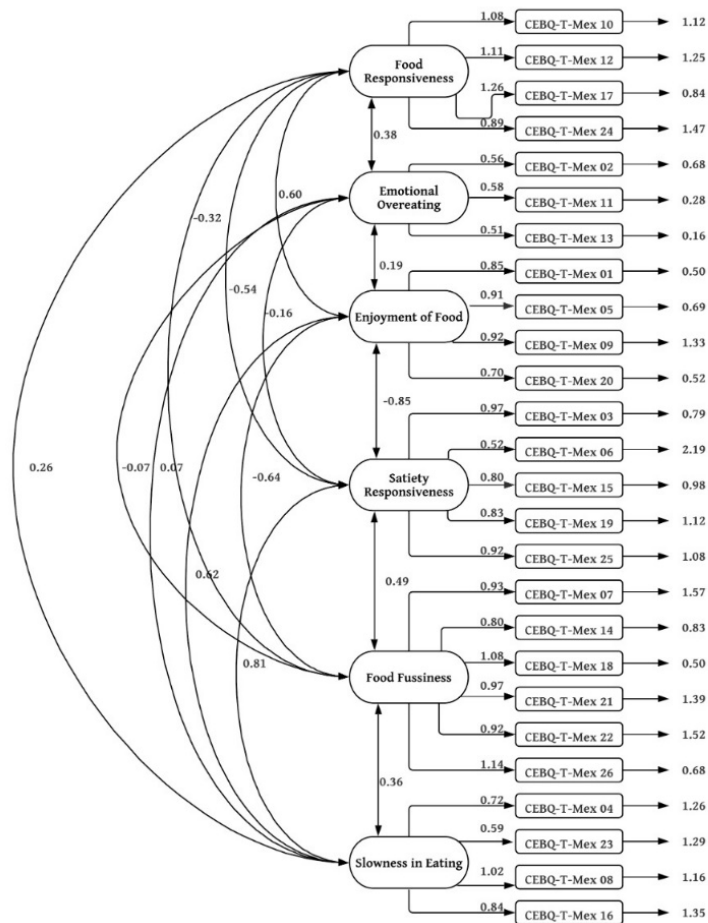 1.08 CEBQ-T-Mex 10 1.12
Food
Responsiveness
1.11 CEBQ-T-Mex 12 1.25
1.26 CEBQ-T-Mex 17 0.84
0.89 CEBQ-T-Mex 24 1.47
0.38
0.56 CEBQ-T-Mex 02 0.68
Emotional
Overeating
0.60
0.58 CEBQ-T-Mex 11 0.28
-0.32
0.51 CEBQ-T-Mex 13 0.16
0.19
0.85 CEBQ-T-Mex 01 0.50
-0.54
-0.16
Enjoyment of Food
0.91 CEBQ-T-Mex 05 0.69
0.92 CEBQ-T-Mex 09 1.33
0.70 CEBQ-T-Mex 20 0.52
-0.85
0.97 CEBQ-T-Mex 03 0.79
0.26
-0.07
0.07
-0.64
0.52 CEBQ-T-Mex 06 2.19
Satiety
Responsiveness
0.80 CEBQ-T-Mex 15 0.98
0.83 CEBQ-T-Mex 19 1.12
0.92 CEBQ-T-Mex 25 1.08
0.62
0.49
0.93 CEBQ-T-Mex 07 1.57
0.80 CEBQ-T-Mex 14 0.83
0.81
Food Fussiness
1.08 CEBQ-T-Mex 18 0.50
0.97 CEBQ-T-Mex 21 1.39
0.92 CEBQ-T-Mex 22 1.52
1.14 CEBQ-T-Mex 26 0.68
0.36
0.72 CEBQ-T-Mex 04 1.26
0.59 CEBQ-T-Mex 23 1.29
Slowness in Eating
1.02 CEBQ-T-Mex 08 1.16
0.84 CEBQ-T-Mex 16 1.35